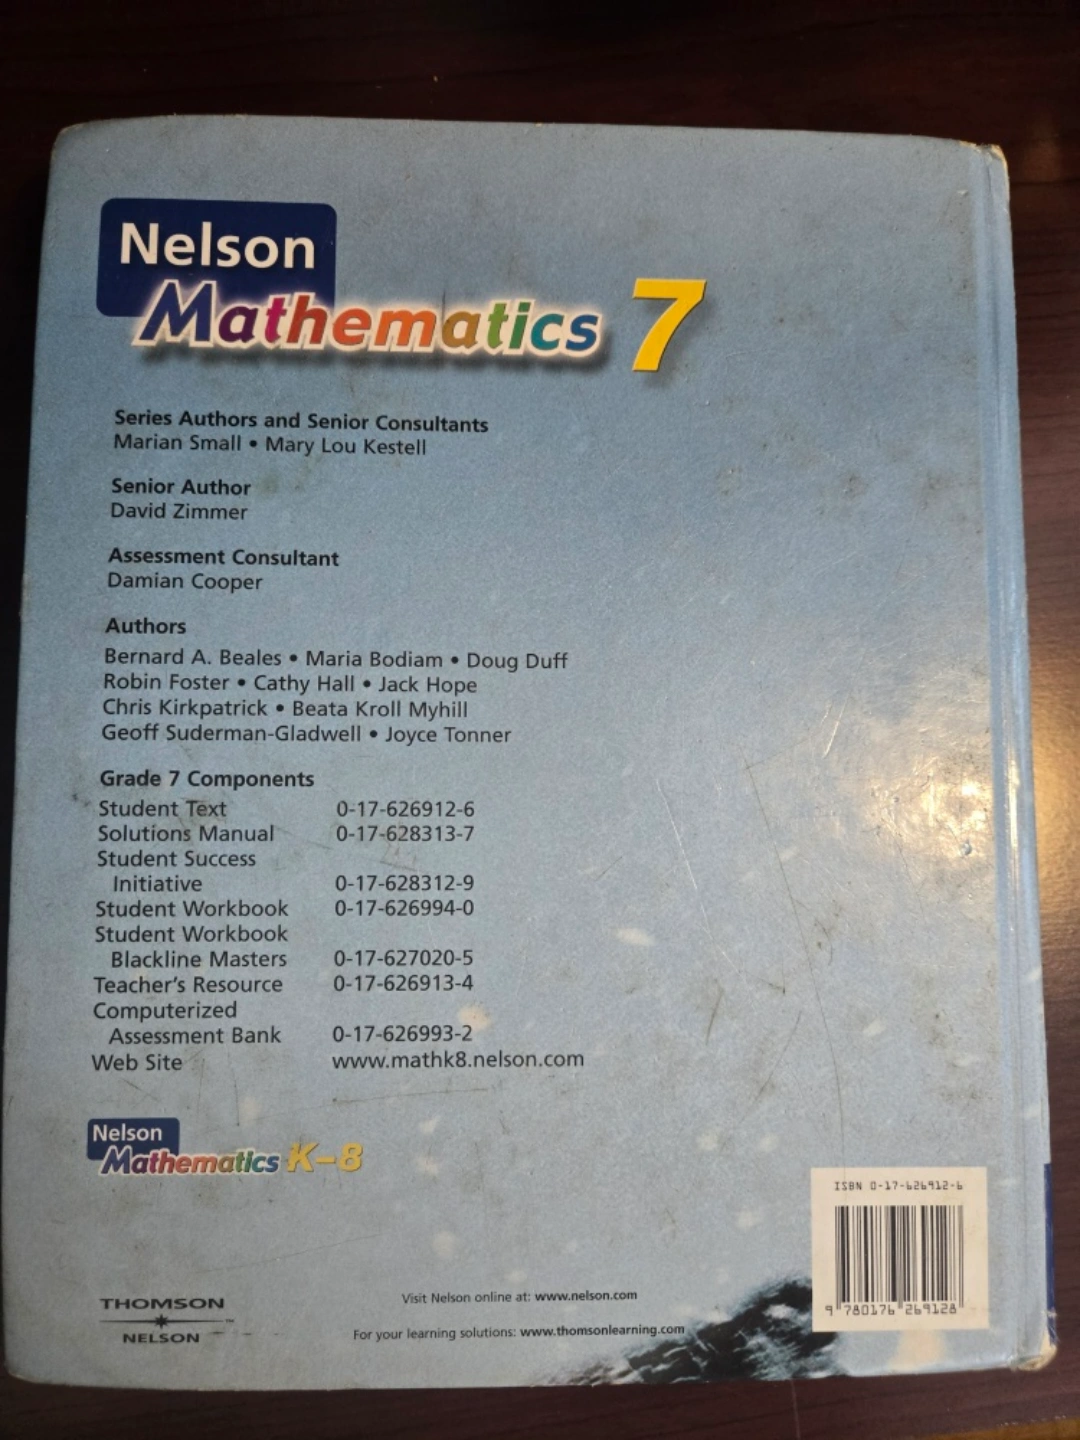 Nelson
Mathematics 7
Series Authors and Senior Consultants
Marian Small • Mary Lou Kestell
Senior Author
David Zimmer
Assessment Consultant
Damian Cooper
Authors
Bernard A. Beales • Maria Bodiam • Doug Duff
Robin Foster • Cathy Hall • Jack Hope
Chris Kirkpatrick • Beata Kroll Myhill
Geoff Suderman-Gladwell • Joyce Tonner
Grade 7 Components
Student Text 0-17-626912-6
Solutions Manual 0-17-628313-7
Student Success
Initiative 0-17-628312-9
Student Workbook 0-17-626994-0
Student Workbook
Blackline Masters 0-17-627020-5
Teacher's Resource 0-17-626913-4
Computerized
Assessment Bank 0-17-626993-2
Web Site www.mathk8.nelson.com
Nelson
Mathematics K–8
ISBN 0-17-626912-6
9 780176 269128
THOMSON
™
NELSON
Visit Nelson online at: www.nelson.com
For your learning solutions: www.thomsonlearning.com